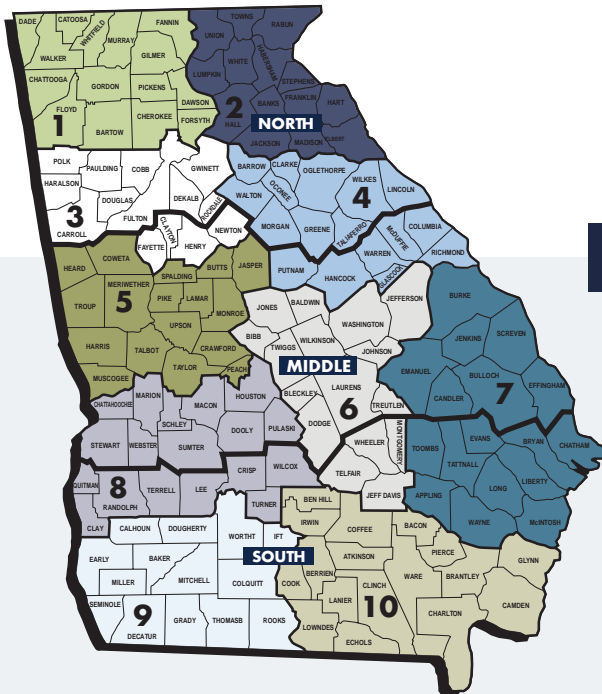 DADE
CATOOSA
WHITFIELD
FANNIN
MURRAY
WALKER
GILMER
CHATTOOGA
GORDON
PICKENS
FLOYD
DAWSON
1
BARTOW
CHEROKEE
FORSYTH
TOWNS
RABUN
UNION
WHITE
HABERSHAM
LUMPKIN
STEPHENS
2
BANKS
FRANKLIN
HART
HALL
NORTH
ELBERT
JACKSON
MADISON
POLK
PAULDING
COBB
GWINETT
HARALSON
DOUGLAS
DEKALB
3
FULTON
ROCKDALE
CARROLL
CLAYTON
NEWTON
FAYETTE
HENRY
BARROW
CLARKE
OGLETHORPE
WALTON
OCONEE
WILKES
LINCOLN
4
MORGAN
GREENE
TALIAFERRO
McDUFFIE
COLUMBIA
WARREN
RICHMOND
PUTNAM
HANCOCK
GLASCOCK
HEARD
COWETA
SPALDING
BUTTS
JASPER
MERIWETHER
5
TROUP
PIKE
LAMAR
MONROE
UPSON
HARRIS
TALBOT
CRAWFORD
TAYLOR
PEACH
MUSCOGEE
JONES
BALDWIN
JEFFERSON
WASHINGTON
BIBB
WILKINSON
TWIGGS
JOHNSON
MIDDLE
BLECKLEY
LAURENS
6
TREUTLEN
DODGE
WHEELER
MONTGOMERY
TELFAIR
JEFF DAVIS
BURKE
JENKINS
SCREVEN
EMANUEL
BULLOCH
7
EFFINGHAM
CANDLER
TOOMBS
EVANS
BRYAN
CHATHAM
TATTNALL
LONG
LIBERTY
APPLING
WAYNE
McINTOSH
CHATTAHOOCHEE
MARION
MACON
HOUSTON
SCHLEY
DOOLY
PULASKI
STEWART
WEBSTER
SUMTER
CRISP
WILCOX
QUITMAN
8
TERRELL
LEE
RANDOLPH
TURNER
CLAY
CALHOUN
DOUGHERTY
WORTHT
IFT
EARLY
BAKER
SOUTH
MILLER
MITCHELL
COLQUITT
SEMINOLE
9
DECATUR
GRADY
THOMASB
ROOKS
BEN HILL
IRWIN
COFFEE
BACON
ATKINSON
PIERCE
GLYNN
COOK
BERRIEN
CLINCH
WARE
BRANTLEY
LANIER
10
CAMDEN
CHARLTON
LOWNDES
ECHOLS